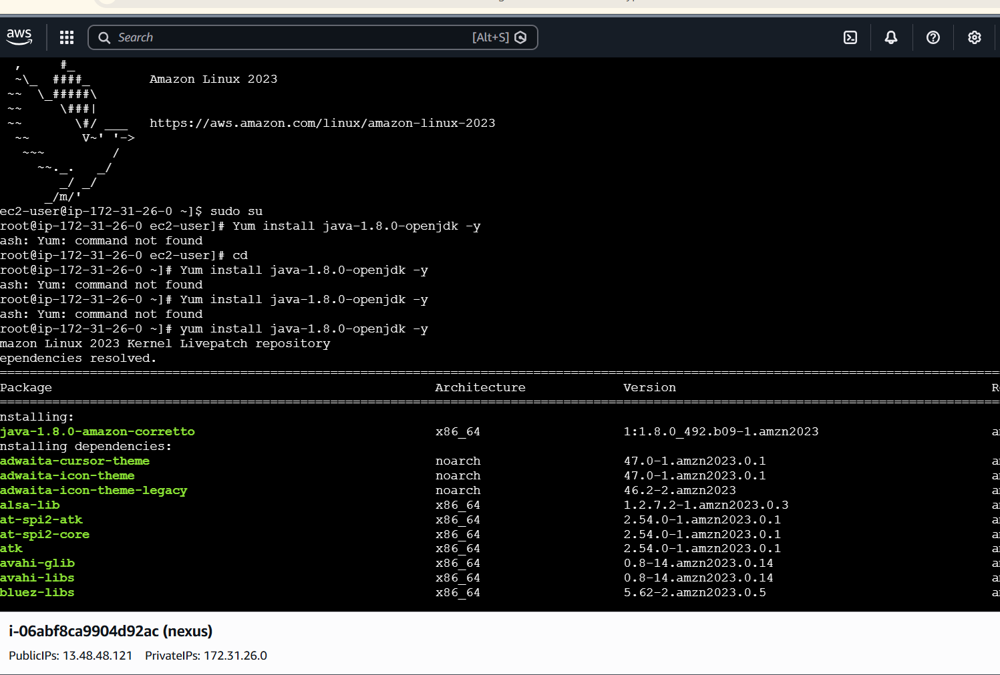 aws
Search [Alt+S]
, #_
~\_ ####_ Amazon Linux 2023
~~ \_#####\
~~ \###|
~~ \#/ ___ https://aws.amazon.com/linux/amazon-linux-2023
~~ V~' '->
~~~ /
~~._. _/
_/ _/
_/m/'
ec2-user@ip-172-31-26-0 ~]$ sudo su
root@ip-172-31-26-0 ec2-user]# Yum install java-1.8.0-openjdk -y
ash: Yum: command not found
root@ip-172-31-26-0 ec2-user]# cd
root@ip-172-31-26-0 ~]# Yum install java-1.8.0-openjdk -y
ash: Yum: command not found
root@ip-172-31-26-0 ~]# Yum install java-1.8.0-openjdk -y
ash: Yum: command not found
root@ip-172-31-26-0 ~]# yum install java-1.8.0-openjdk -y
mazon Linux 2023 Kernel Livepatch repository
ependencies resolved.
Package Architecture Version
nstalling:
java-1.8.0-amazon-corretto x86_64 1:1.8.0_492.b09-1.amzn2023
nstalling dependencies:
adwaita-cursor-theme noarch 47.0-1.amzn2023.0.1
adwaita-icon-theme noarch 47.0-1.amzn2023.0.1
adwaita-icon-theme-legacy noarch 46.2-2.amzn2023
alsa-lib x86_64 1.2.7.2-1.amzn2023.0.3
at-spi2-atk x86_64 2.54.0-1.amzn2023.0.1
at-spi2-core x86_64 2.54.0-1.amzn2023.0.1
atk x86_64 2.54.0-1.amzn2023.0.1
avahi-glib x86_64 0.8-14.amzn2023.0.14
avahi-libs x86_64 0.8-14.amzn2023.0.14
bluez-libs x86_64 5.62-2.amzn2023.0.5
i-06abf8ca9904d92ac (nexus)
PublicIPs: 13.48.48.121 PrivateIPs: 172.31.26.0